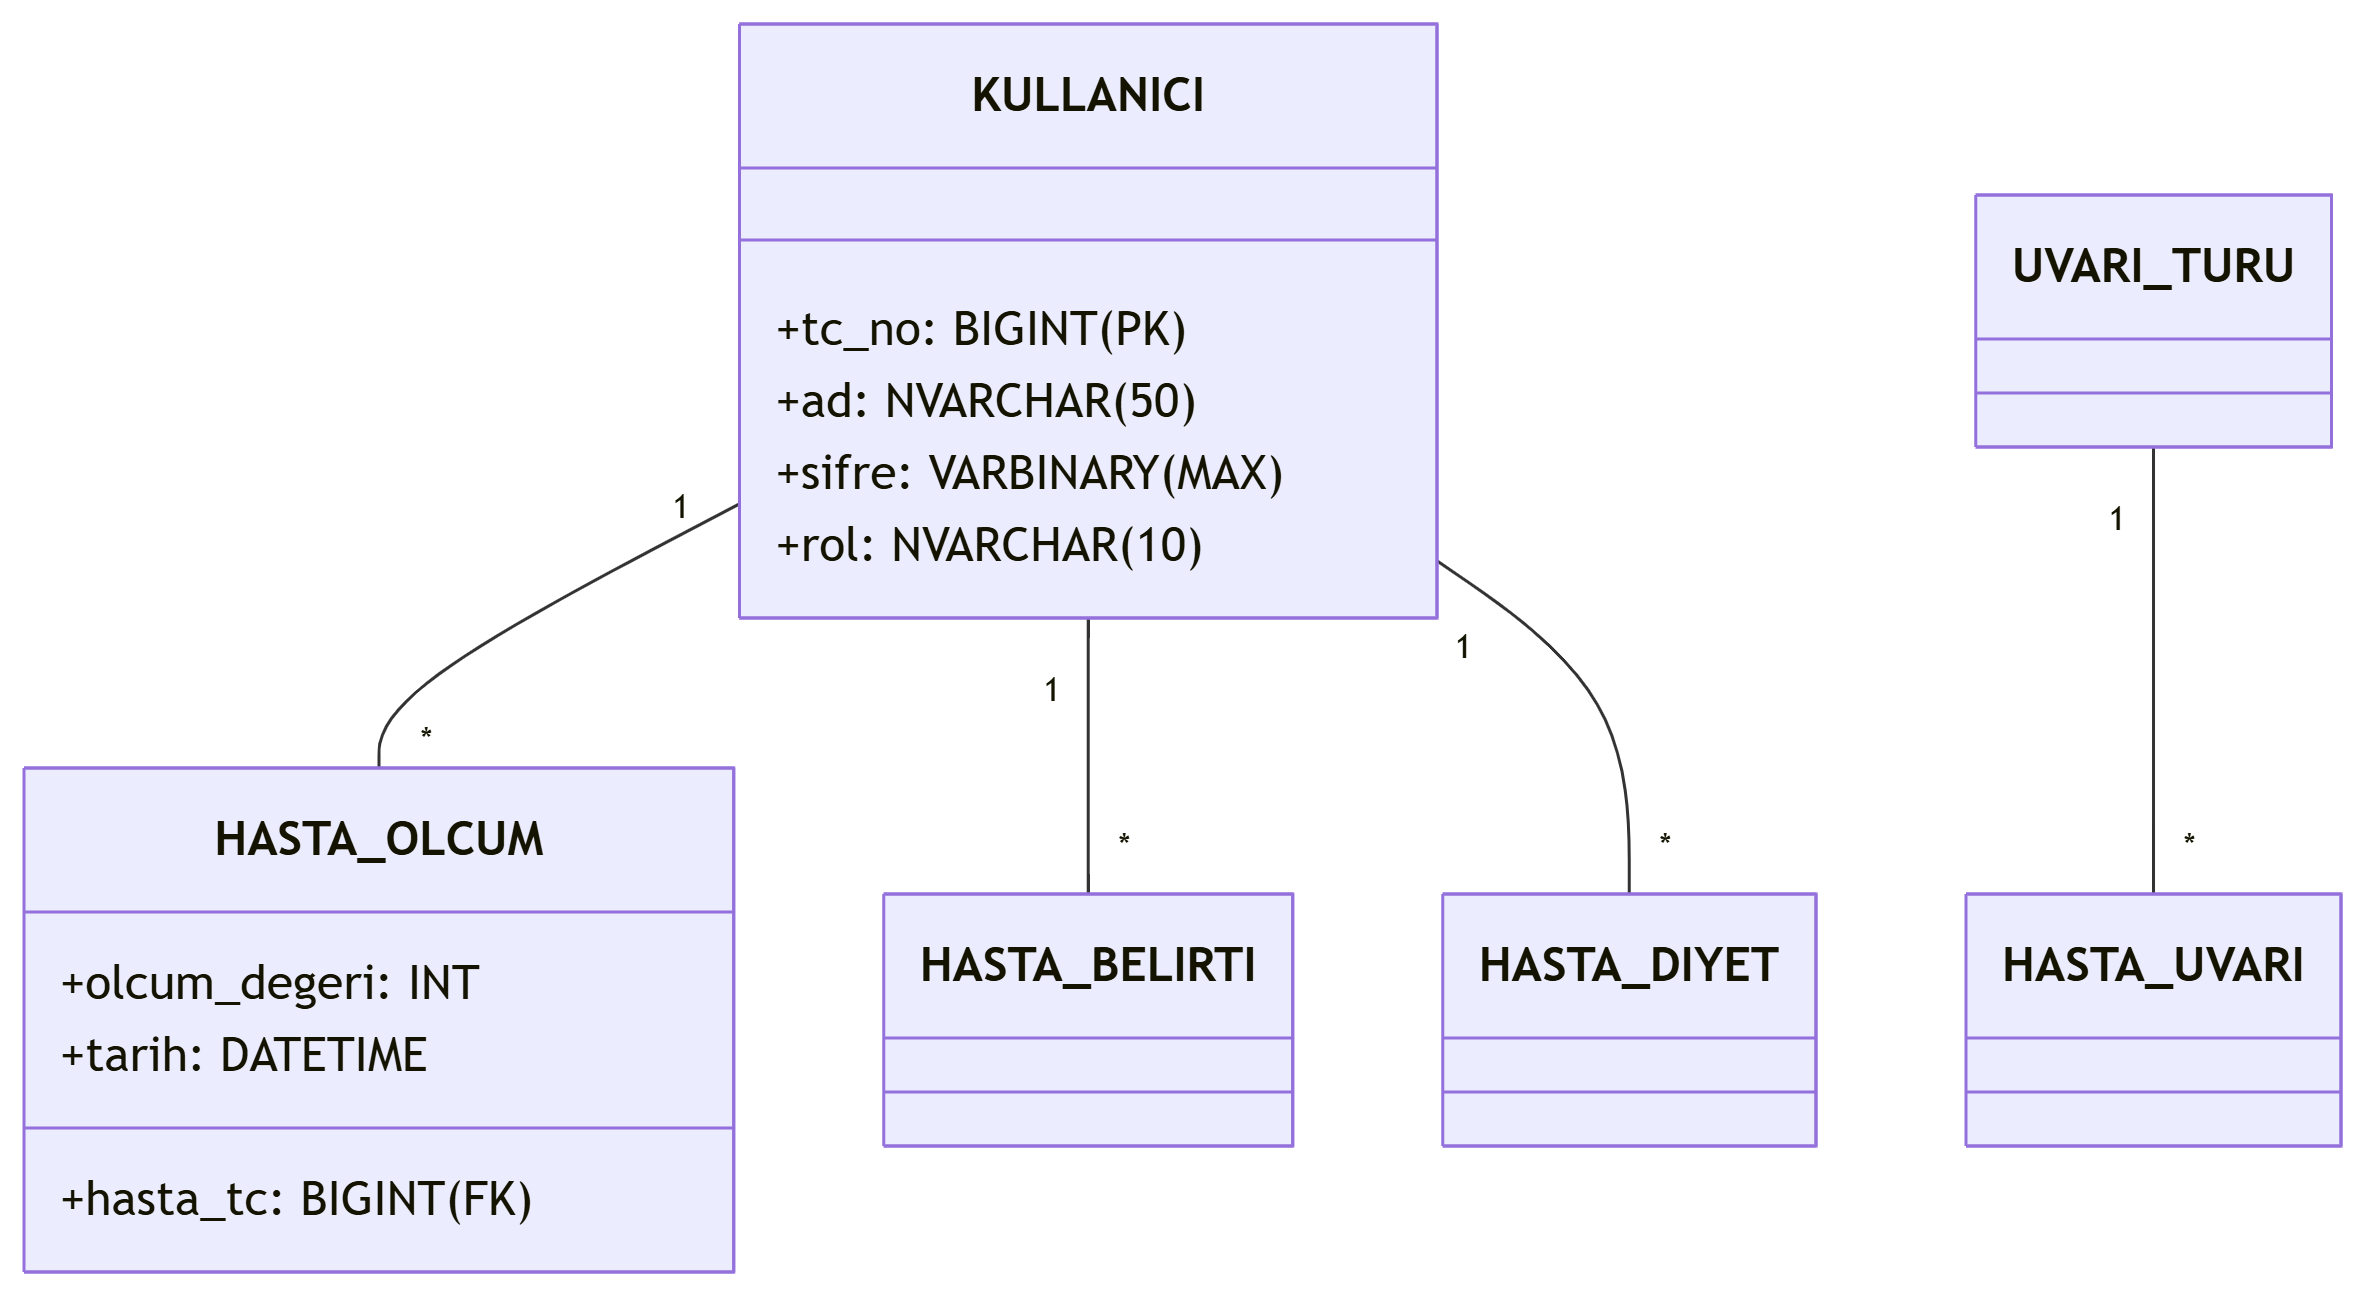 KULLANICI
+tc_no: BIGINT(PK)
+ad: NVARCHAR(50)
+sifre: VARBINARY(MAX)
+rol: NVARCHAR(10)
UVARI_TURU
1
1
1
1
*
*
*
*
HASTA_OLCUM
+olcum_degeri: INT
+tarih: DATETIME
+hasta_tc: BIGINT(FK)
HASTA_BELIRTI
HASTA_DIYET
HASTA_UVARI